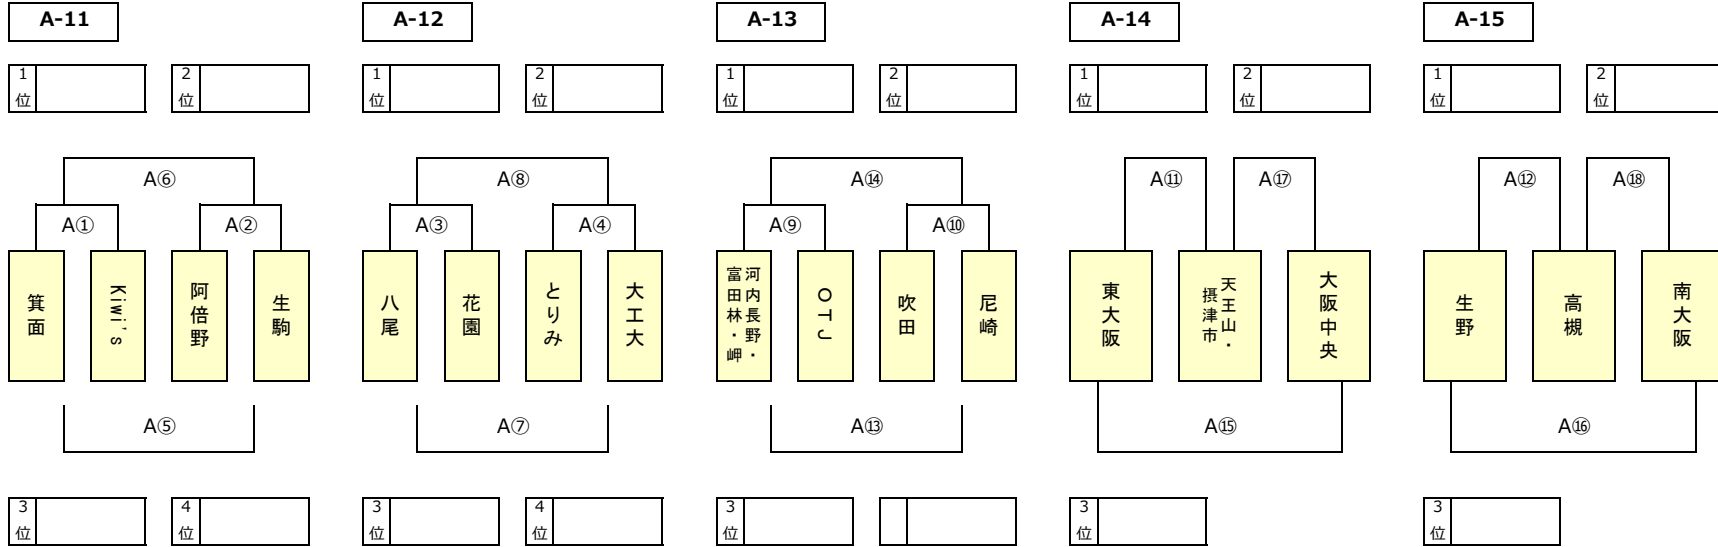 A-11
A-12
A-13
A-14
A-15
1位
2位
1位
2位
1位
2位
1位
2位
1位
2位
A⑥
A⑧
A⑭
A⑪
A⑰
A⑫
A⑱
A①
A②
A③
A④
A⑨
A⑩
箕面
Kiwi's
阿倍野
生駒
八尾
花園
とりみ
大工大
河内長野・
富田林・岬
OTJ
吹田
尼崎
東大阪
天王山・
摂津市
大阪中央
生野
高槻
南大阪
A⑤
A⑦
A⑬
A⑮
A⑯
3位
4位
3位
4位
3位
3位
3位